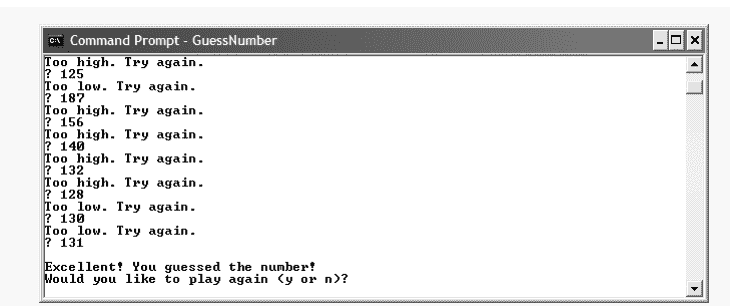 Command Prompt - GuessNumber
Too high. Try again.
? 125
Too low. Try again.
? 187
Too high. Try again.
? 156
Too high. Try again.
? 140
Too high. Try again.
? 132
Too high. Try again.
? 128
Too low. Try again.
? 130
Too low. Try again.
? 131
Excellent! You guessed the number!
Would you like to play again (y or n)?